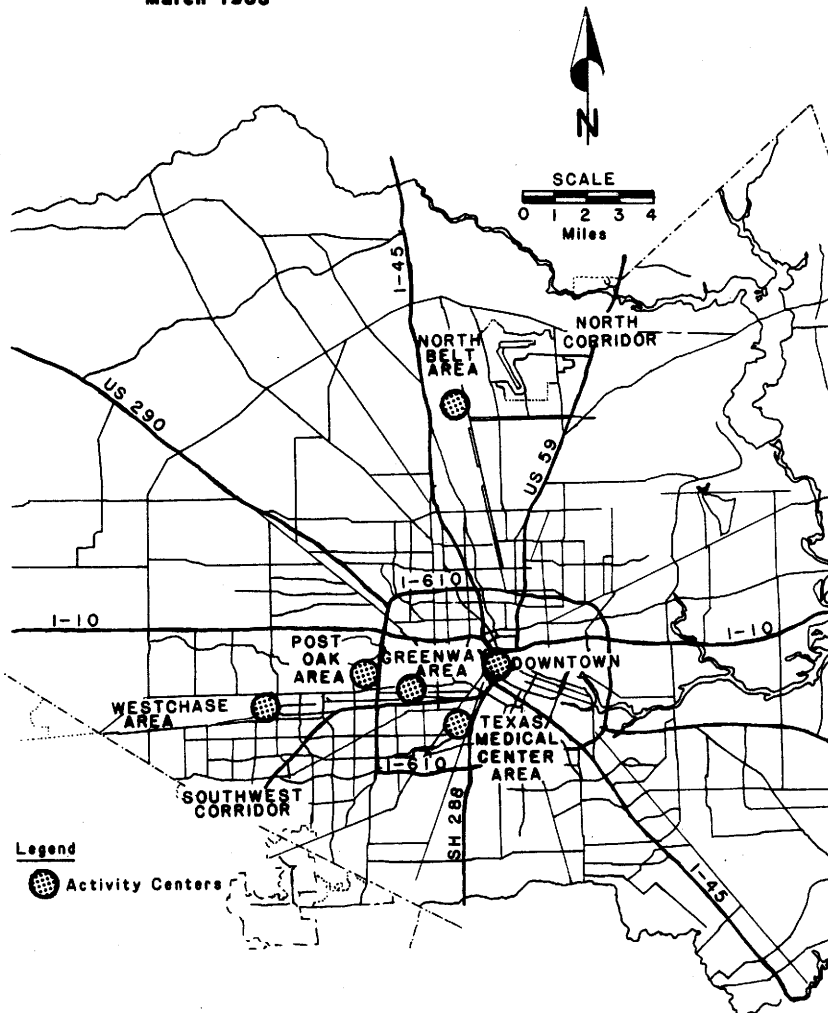 N
SCALE
0 1 2 3 4
Miles
I-45
NORTH
BELT
AREA
NORTH
CORRIDOR
US 290
US 59
I-610
I-10
I-10
POST
OAK
AREA
GREENWAY
AREA
DOWNTOWN
WESTCHASE
AREA
TEXAS
MEDICAL
CENTER
AREA
I-610
SOUTHWEST
CORRIDOR
SH 288
I-45
Legend
Activity Centers